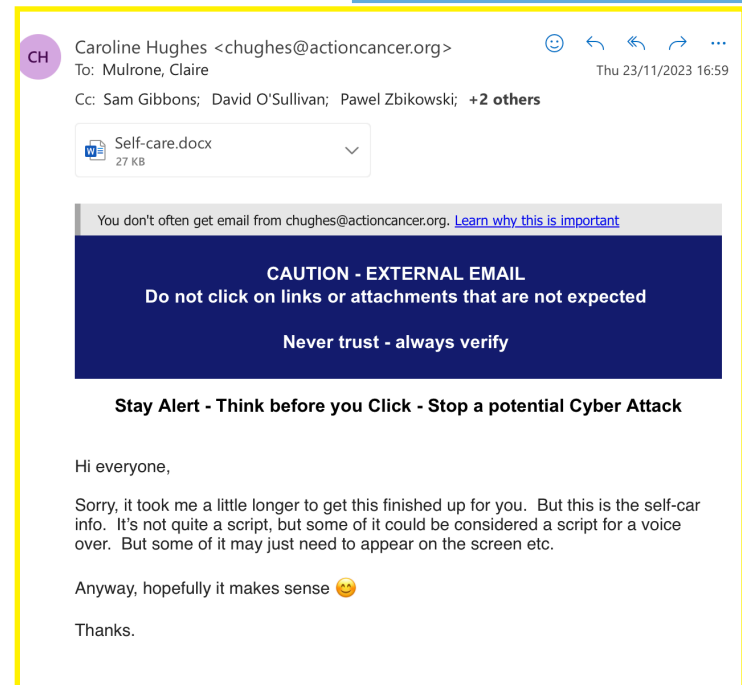 CH
Caroline Hughes <chughes@actioncancer.org>
To: Mulrone, Claire
Thu 23/11/2023 16:59
Cc: Sam Gibbons; David O'Sullivan; Pawel Zbikowski; +2 others
Self-care.docx
27 KB
You don't often get email from chughes@actioncancer.org. Learn why this is important
CAUTION - EXTERNAL EMAIL
Do not click on links or attachments that are not expected
Never trust - always verify
Stay Alert - Think before you Click - Stop a potential Cyber Attack
Hi everyone,
Sorry, it took me a little longer to get this finished up for you.  But this is the self-car
info.  It's not quite a script, but some of it could be considered a script for a voice
over.  But some of it may just need to appear on the screen etc.
Anyway, hopefully it makes sense 😊
Thanks.